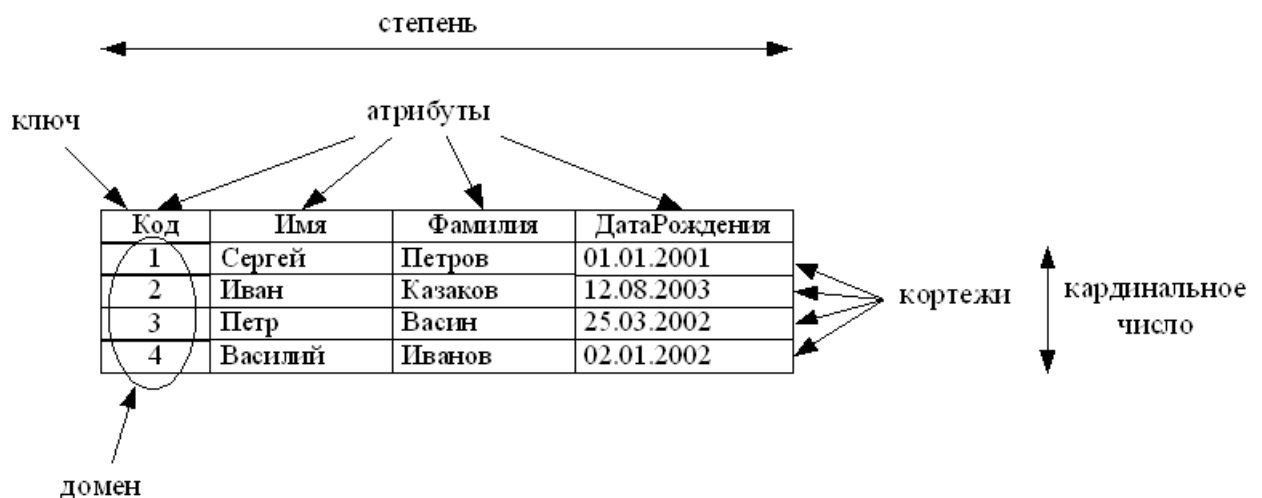 степень
атрибуты
ключ
Код Имя Фамилия ДатаРождения
1 Сергей Петров 01.01.2001
2 Иван Казаков 12.08.2003
3 Петр Васин 25.03.2002
4 Василий Иванов 02.01.2002
кортежи
кардинальное
число
домен